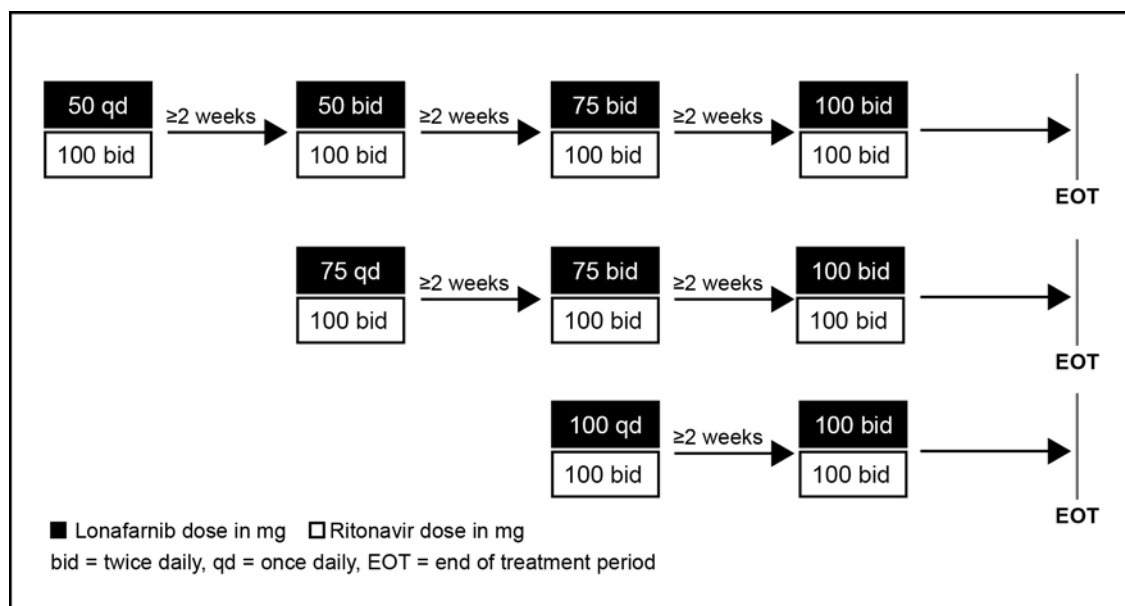 50 qd ≥2 weeks 50 bid ≥2 weeks 75 bid ≥2 weeks 100 bid
100 bid 100 bid 100 bid 100 bid
EOT
75 qd ≥2 weeks 75 bid ≥2 weeks 100 bid
100 bid 100 bid 100 bid
EOT
100 qd ≥2 weeks 100 bid
100 bid 100 bid
EOT
Lonafarnib dose in mg Ritonavir dose in mg
bid = twice daily, qd = once daily, EOT = end of treatment period